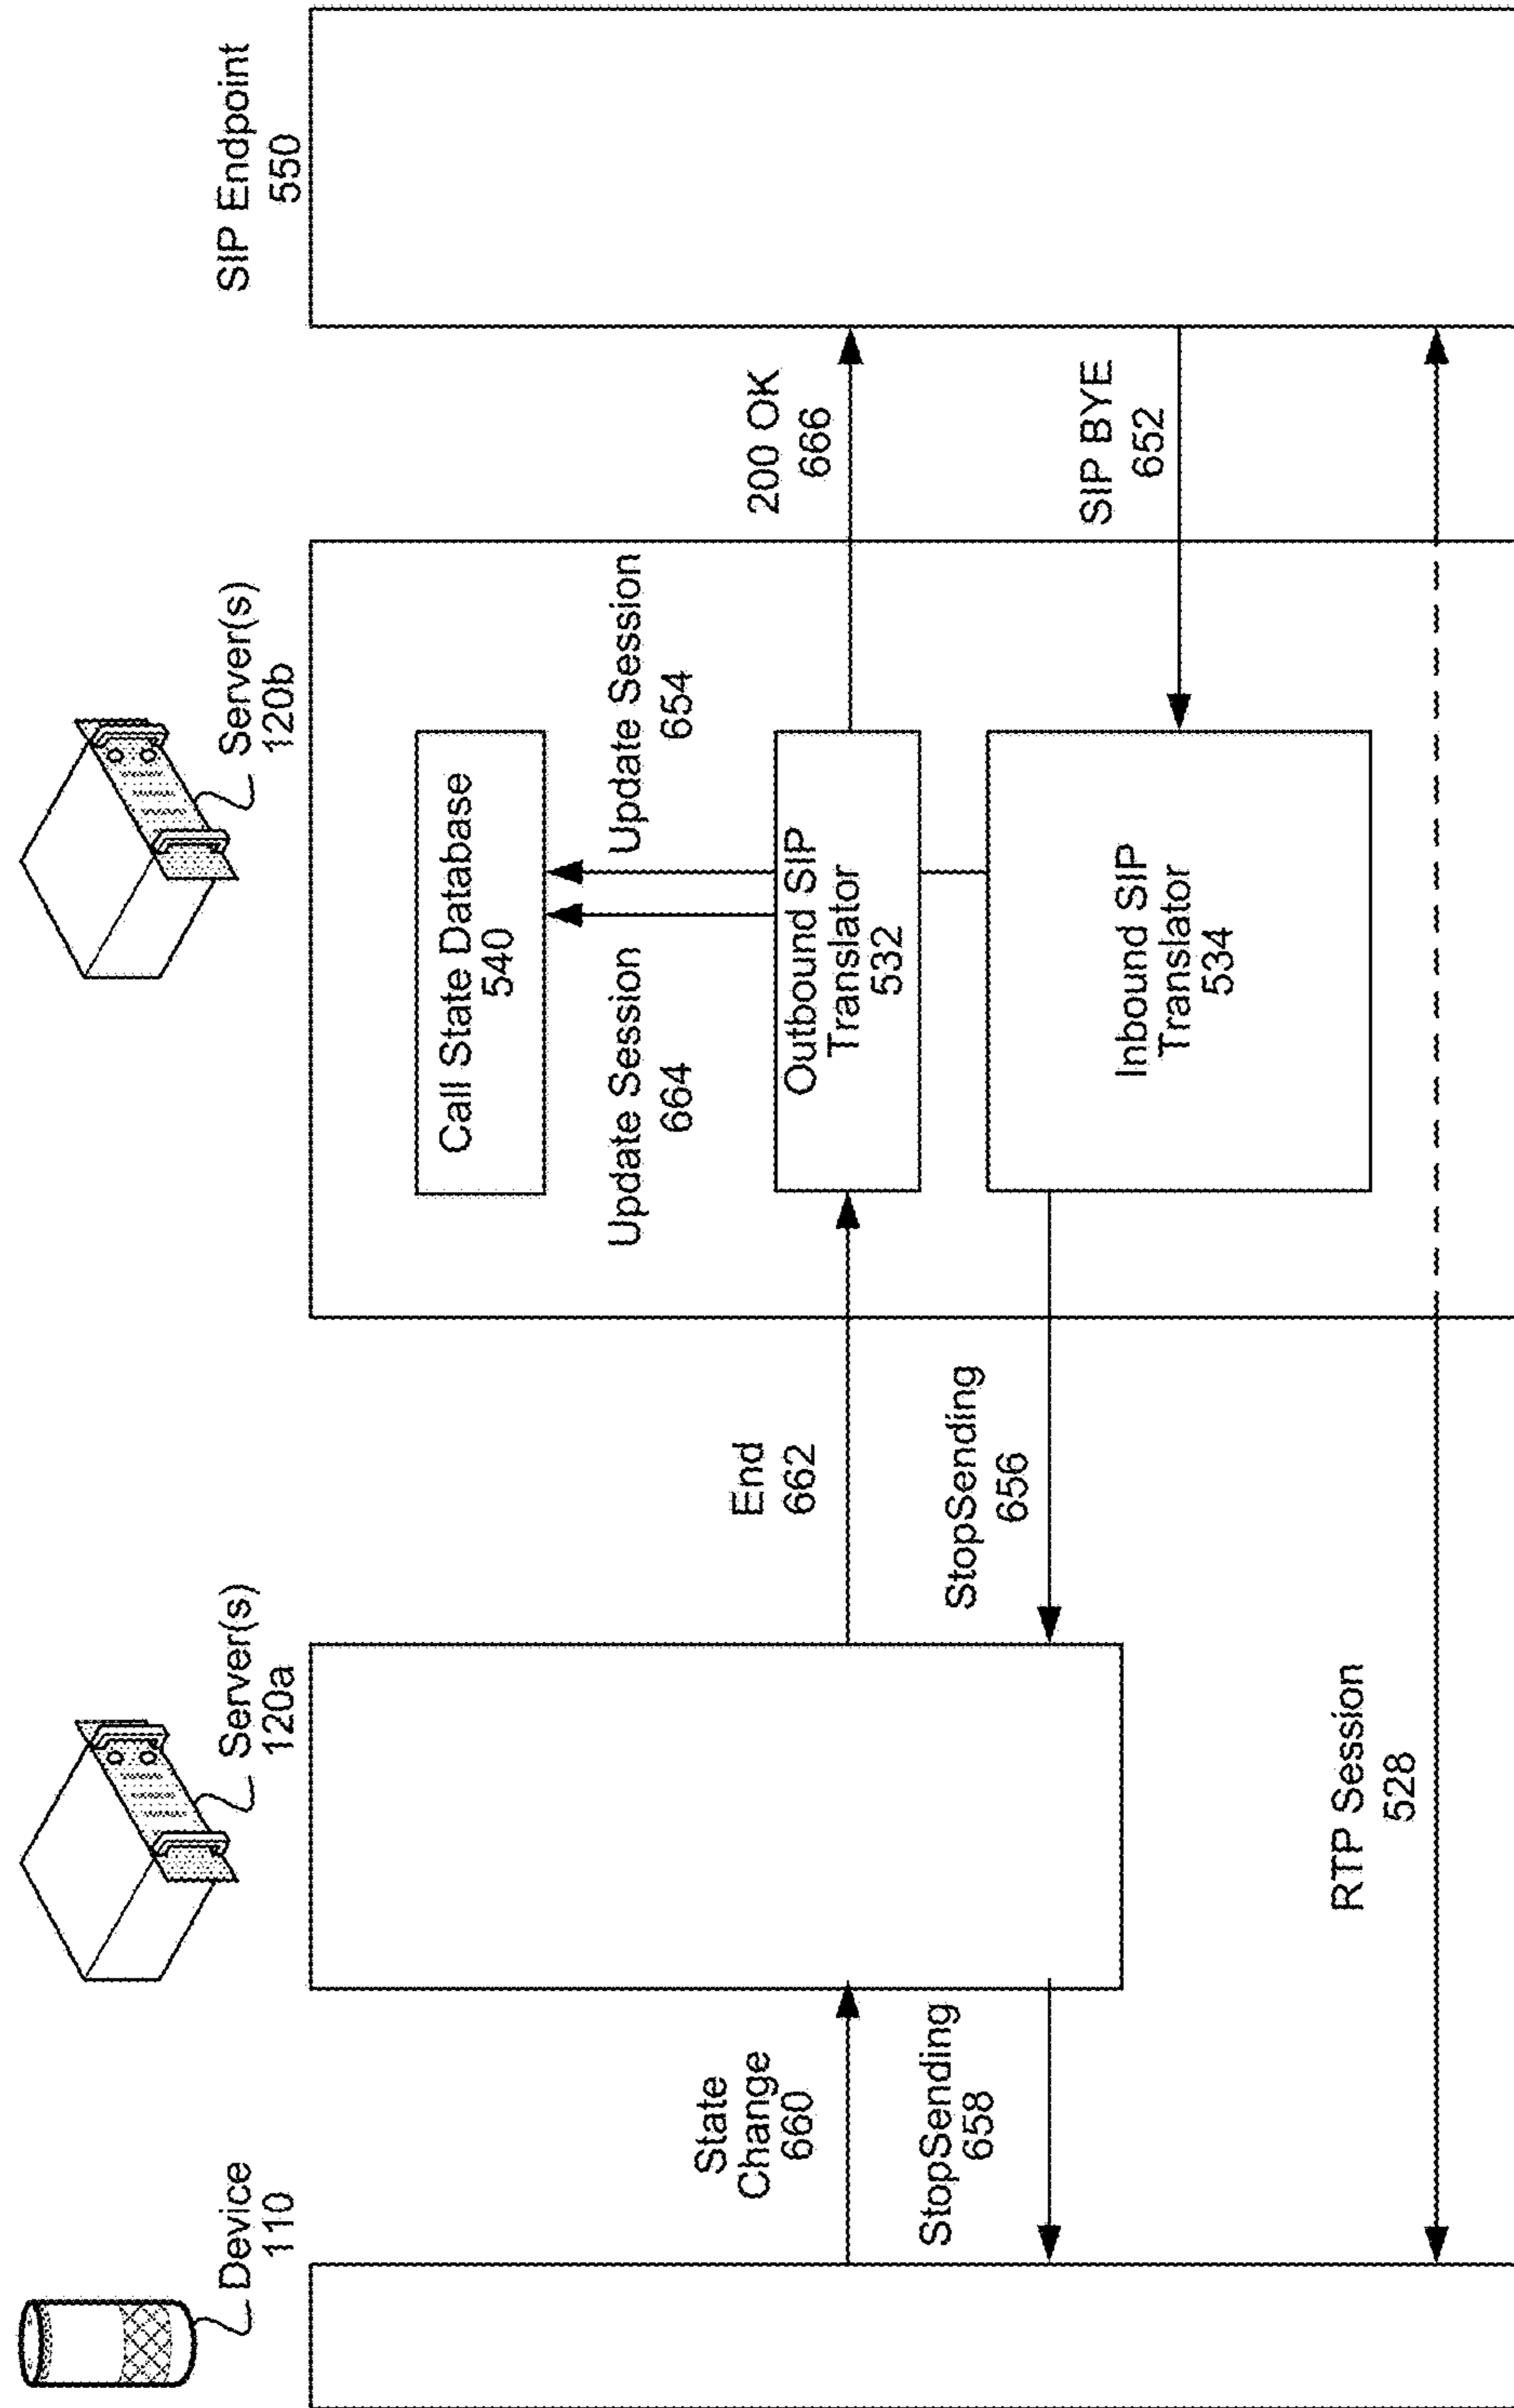 Device
110
Server(s)
120a
Server(s)
120b
SIP Endpoint
550
Call State Database
540
Update Session
664
Update Session
654
State
Change
660
End
662
Outbound SIP
Translator
532
200 OK
666
StopSending
658
StopSending
656
Inbound SIP
Translator
534
SIP BYE
652
RTP Session
528